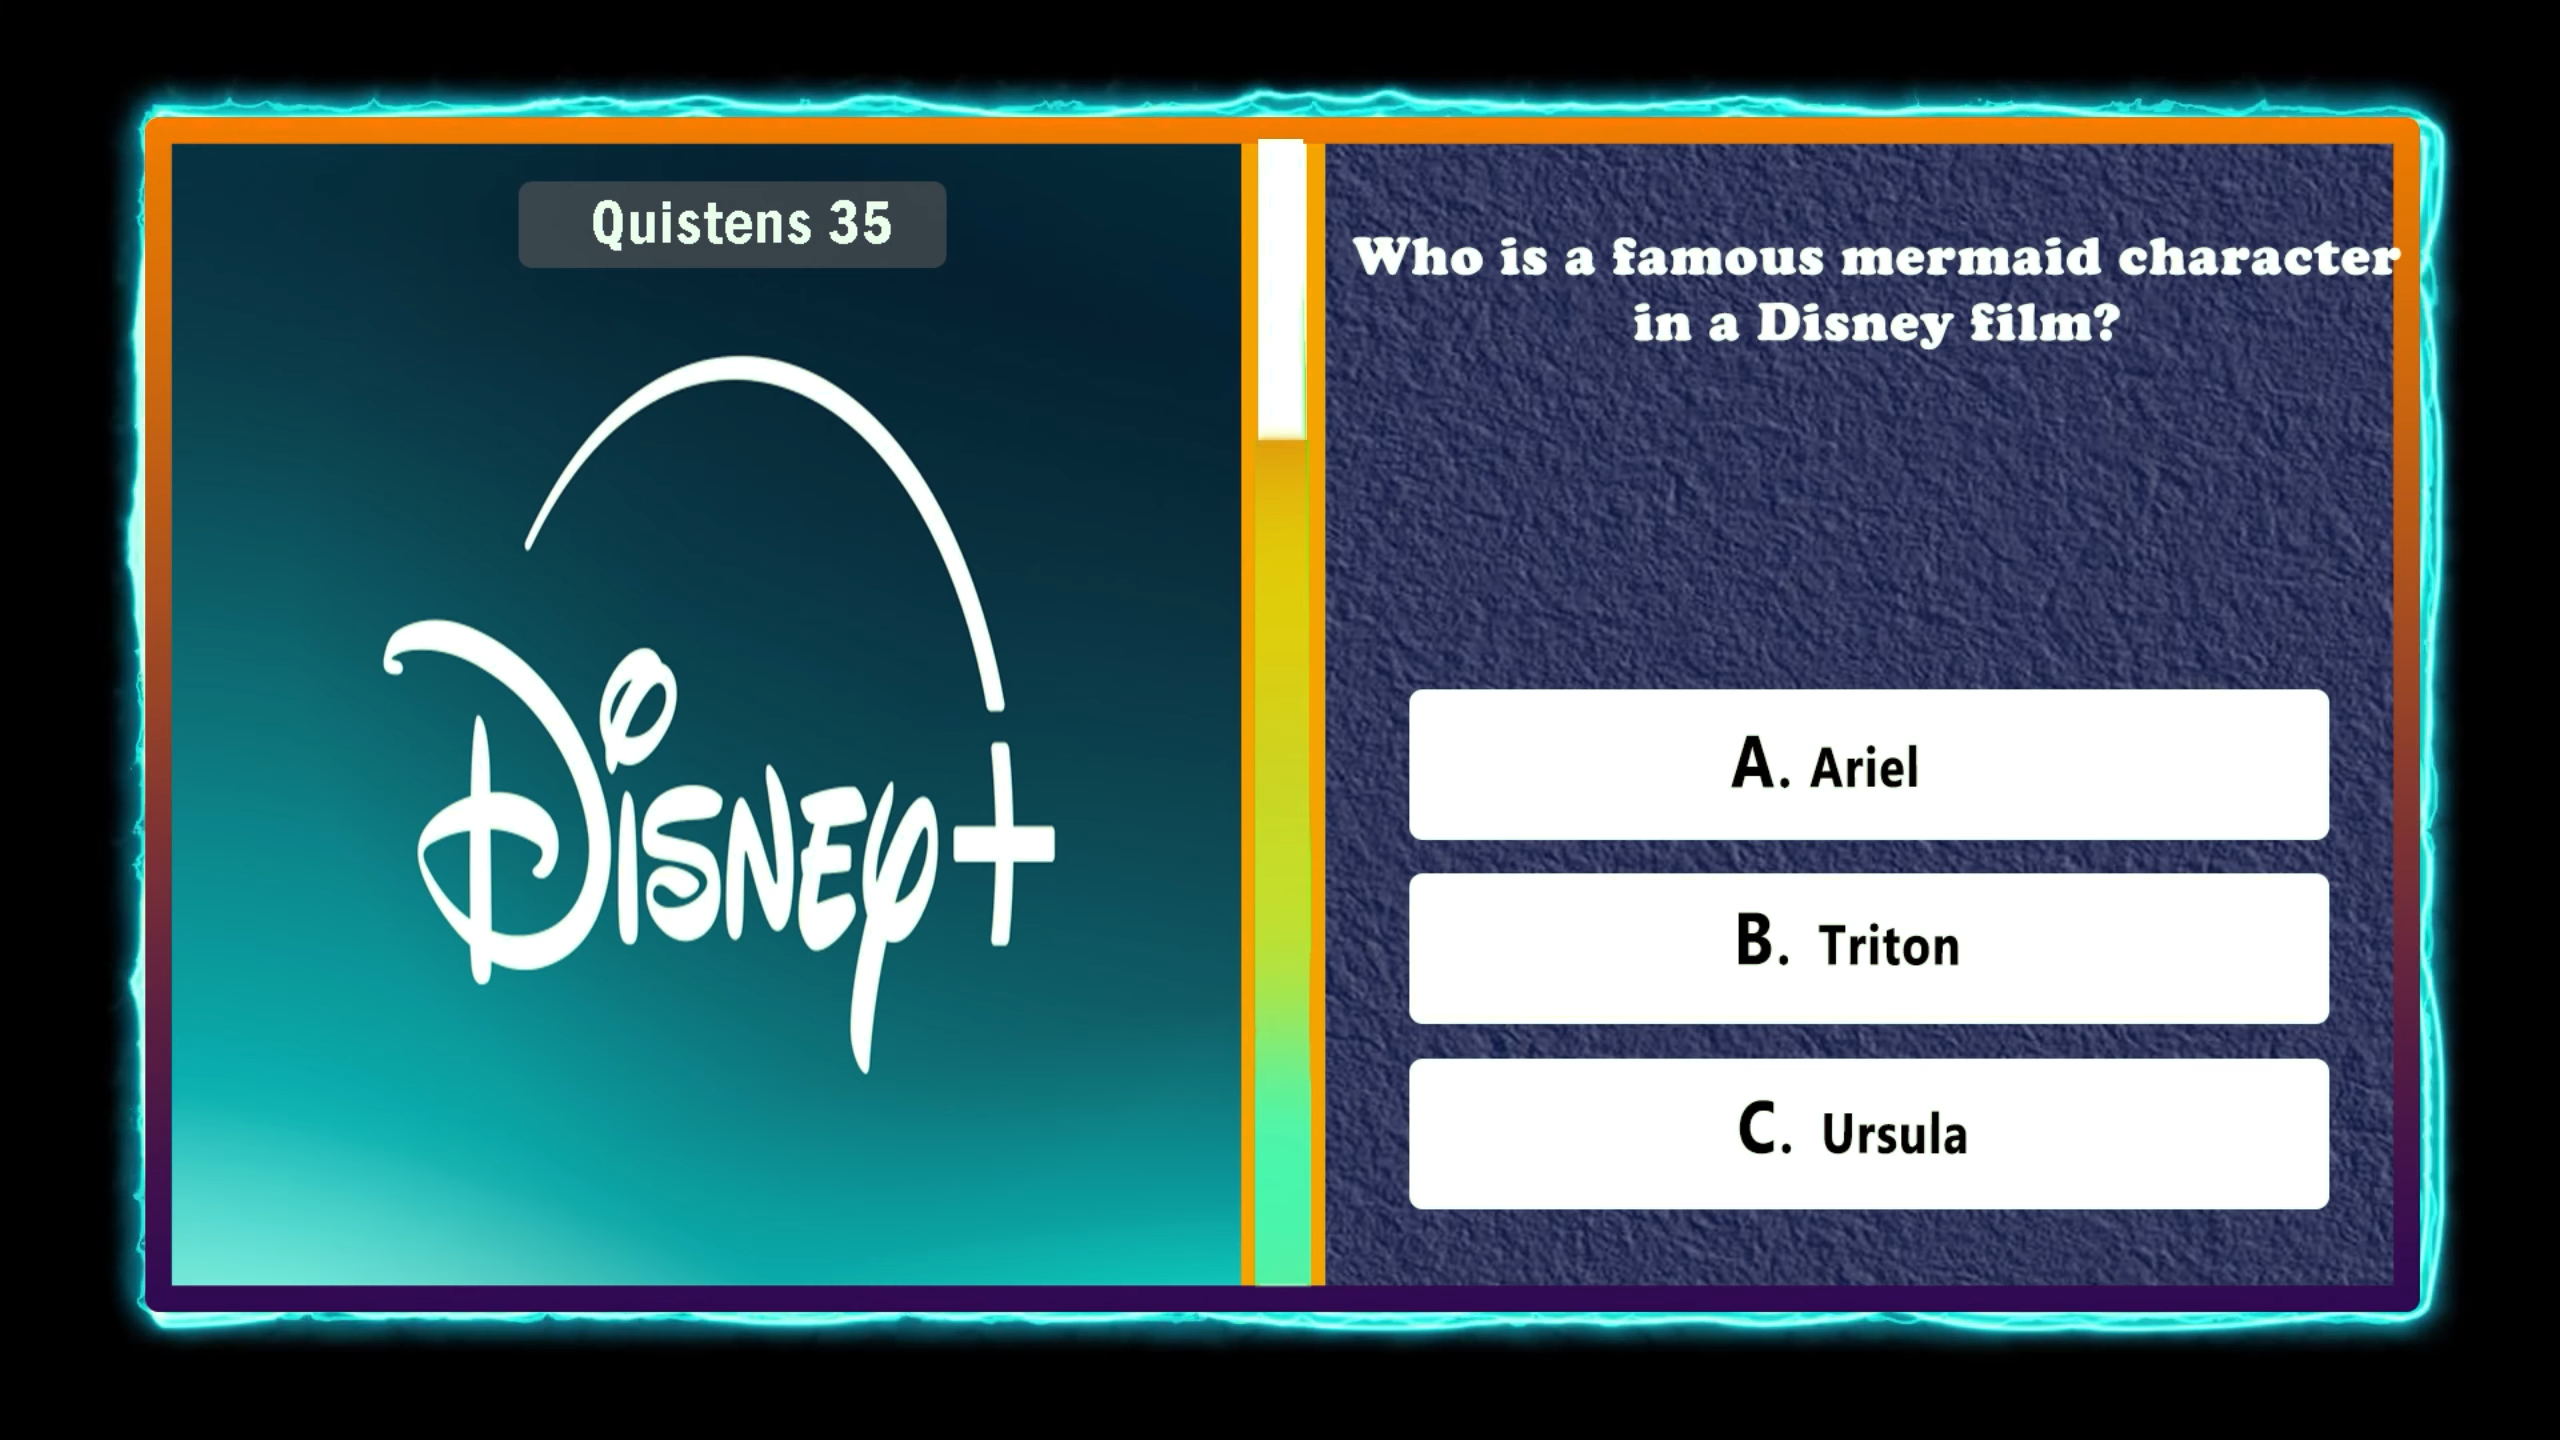 Quistens 35
Disney+
Who is a famous mermaid character
in a Disney film?
A. Ariel
B. Triton
C. Ursula